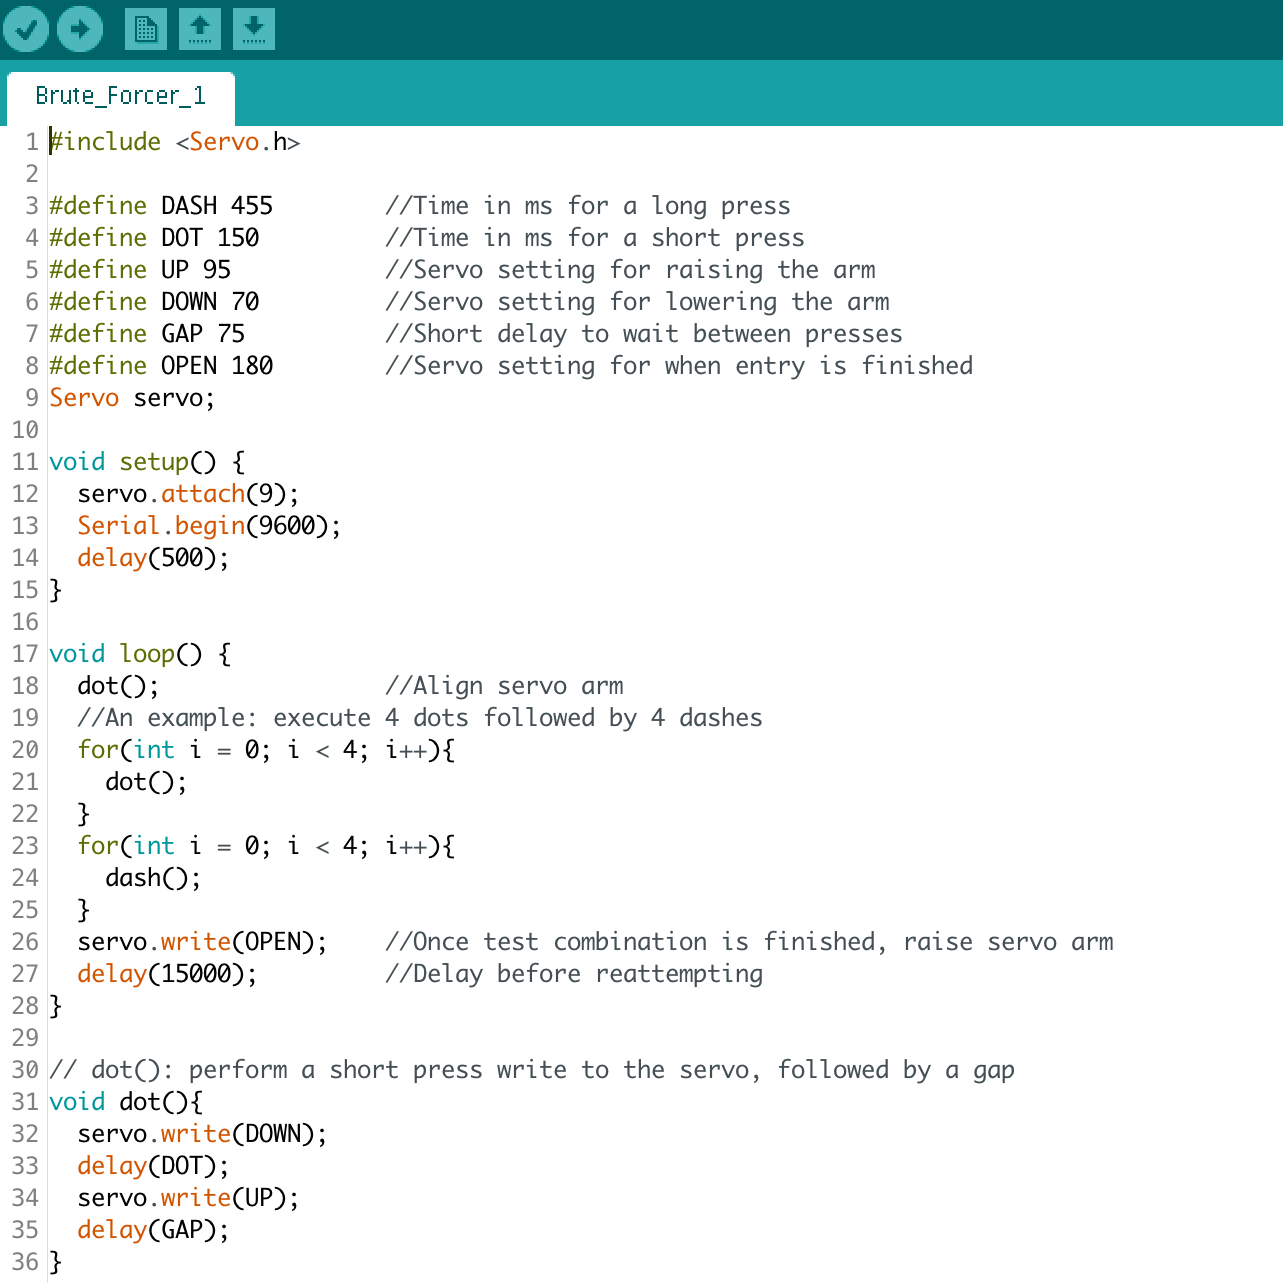 Brute_Forcer_1
1 #include <Servo.h>
2
3 #define DASH 455        //Time in ms for a long press
4 #define DOT 150         //Time in ms for a short press
5 #define UP 95           //Servo setting for raising the arm
6 #define DOWN 70         //Servo setting for lowering the arm
7 #define GAP 75          //Short delay to wait between presses
8 #define OPEN 180        //Servo setting for when entry is finished
9 Servo servo;
10
11 void setup() {
12   servo.attach(9);
13   Serial.begin(9600);
14   delay(500);
15 }
16
17 void loop() {
18   dot();                //Align servo arm
19   //An example: execute 4 dots followed by 4 dashes
20   for(int i = 0; i < 4; i++){
21     dot();
22   }
23   for(int i = 0; i < 4; i++){
24     dash();
25   }
26   servo.write(OPEN);    //Once test combination is finished, raise servo arm
27   delay(15000);         //Delay before reattempting
28 }
29
30 // dot(): perform a short press write to the servo, followed by a gap
31 void dot(){
32   servo.write(DOWN);
33   delay(DOT);
34   servo.write(UP);
35   delay(GAP);
36 }